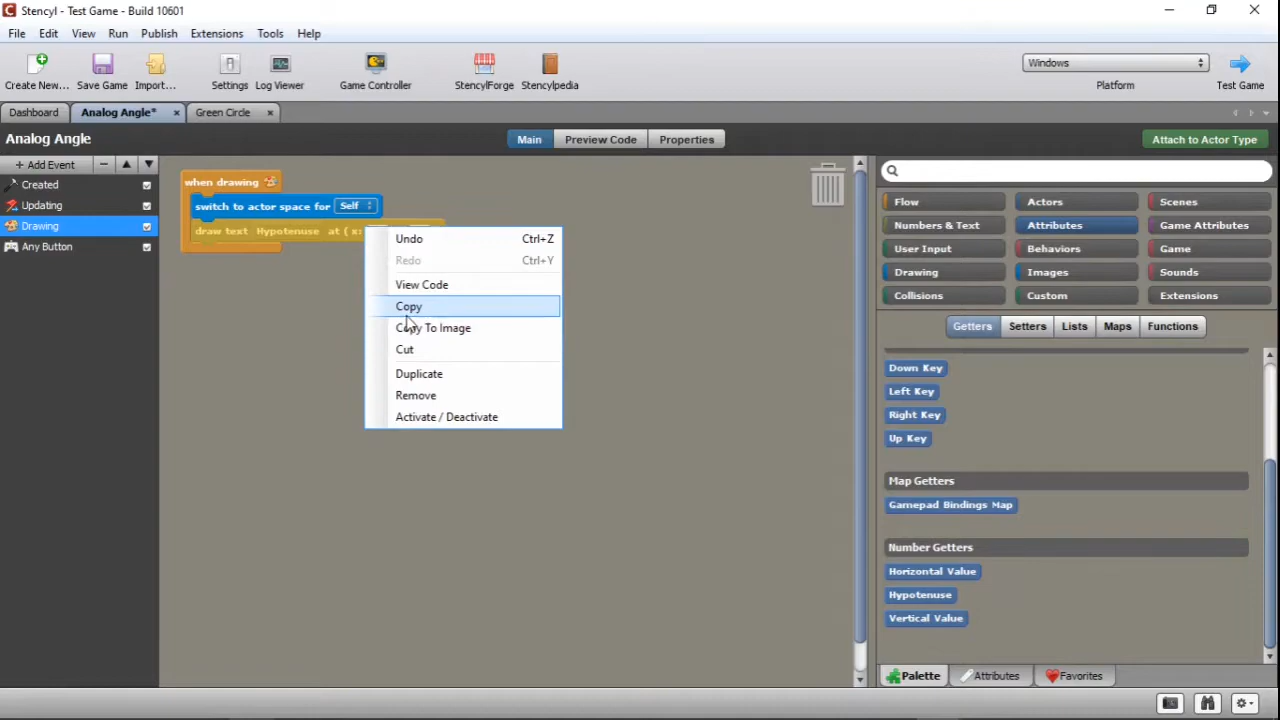 Stencyl - Test Game - Build 10601
File Edit View Run Publish Extensions Tools Help
Create New... Save Game Import... Settings Log Viewer Game Controller StencylForge Stencylpedia
Windows
Platform
Test Game
Dashboard
Analog Angle*
Green Circle
Analog Angle
Main Preview Code Properties
Attach to Actor Type
+ Add Event
Created
Updating
Drawing
Any Button
when drawing
switch to actor space for Self
draw text Hypotenuse at ( x:
Undo Ctrl+Z
Redo Ctrl+Y
View Code
Copy
Copy To Image
Cut
Duplicate
Remove
Activate / Deactivate
Flow Actors Scenes
Numbers & Text Attributes Game Attributes
User Input Behaviors Game
Drawing Images Sounds
Collisions Custom Extensions
Getters Setters Lists Maps Functions
Down Key
Left Key
Right Key
Up Key
Map Getters
Gamepad Bindings Map
Number Getters
Horizontal Value
Hypotenuse
Vertical Value
Palette Attributes Favorites